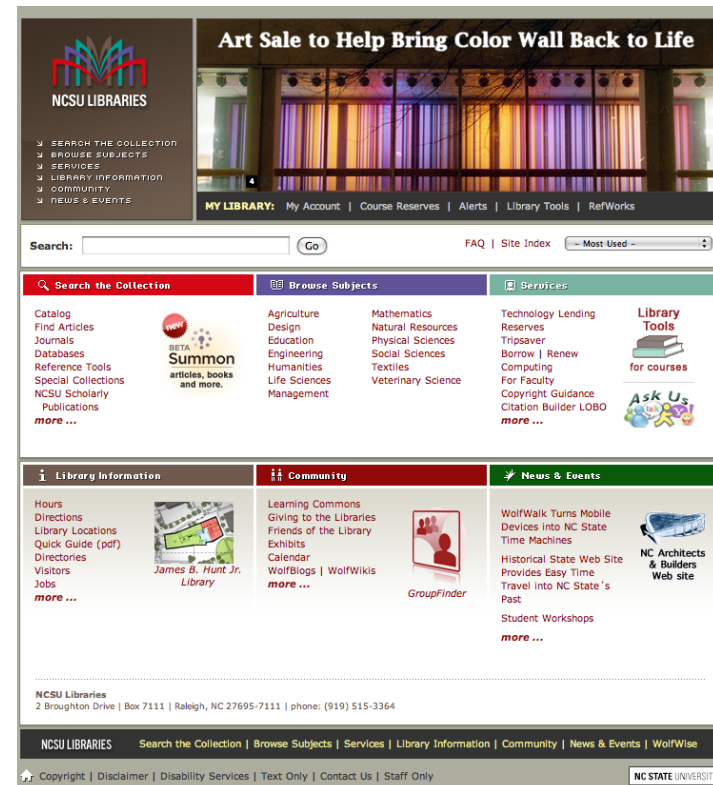 Art Sale to Help Bring Color Wall Back to Life
NCSU LIBRARIES
SEARCH THE COLLECTION
BROWSE SUBJECTS
SERVICES
LIBRARY INFORMATION
COMMUNITY
NEWS & EVENTS
4
MY LIBRARY: My Account | Course Reserves | Alerts | Library Tools | RefWorks
Search: Go FAQ | Site Index – Most Used –
Search the Collection
Catalog
Find Articles
Journals
Databases
Reference Tools
Special Collections
NCSU Scholarly
Publications
more ...
new
BETA
Summon
articles, books
and more.
Browse Subjects
Agriculture
Design
Education
Engineering
Humanities
Life Sciences
Management
Mathematics
Natural Resources
Physical Sciences
Social Sciences
Textiles
Veterinary Science
Services
Technology Lending
Reserves
Tripsaver
Borrow | Renew
Computing
For Faculty
Copyright Guidance
Citation Builder LOBO
more ...
Library
Tools
for courses
Ask Us
talk
Library Information
Hours
Directions
Library Locations
Quick Guide (pdf)
Directories
Visitors
Jobs
more ...
James B. Hunt Jr.
Library
Community
Learning Commons
Giving to the Libraries
Friends of the Library
Exhibits
Calendar
WolfBlogs | WolfWikis
more ...
GroupFinder
News & Events
WolfWalk Turns Mobile
Devices into NC State
Time Machines
Historical State Web Site
Provides Easy Time
Travel into NC State´s
Past
Student Workshops
more ...
NC Architects
& Builders
Web site
NCSU Libraries
2 Broughton Drive | Box 7111 | Raleigh, NC 27695-7111 | phone: (919) 515-3364
NCSU LIBRARIES Search the Collection | Browse Subjects | Services | Library Information | Community | News & Events | WolfWise
Copyright | Disclaimer | Disability Services | Text Only | Contact Us | Staff Only
NC STATE UNIVERSIT